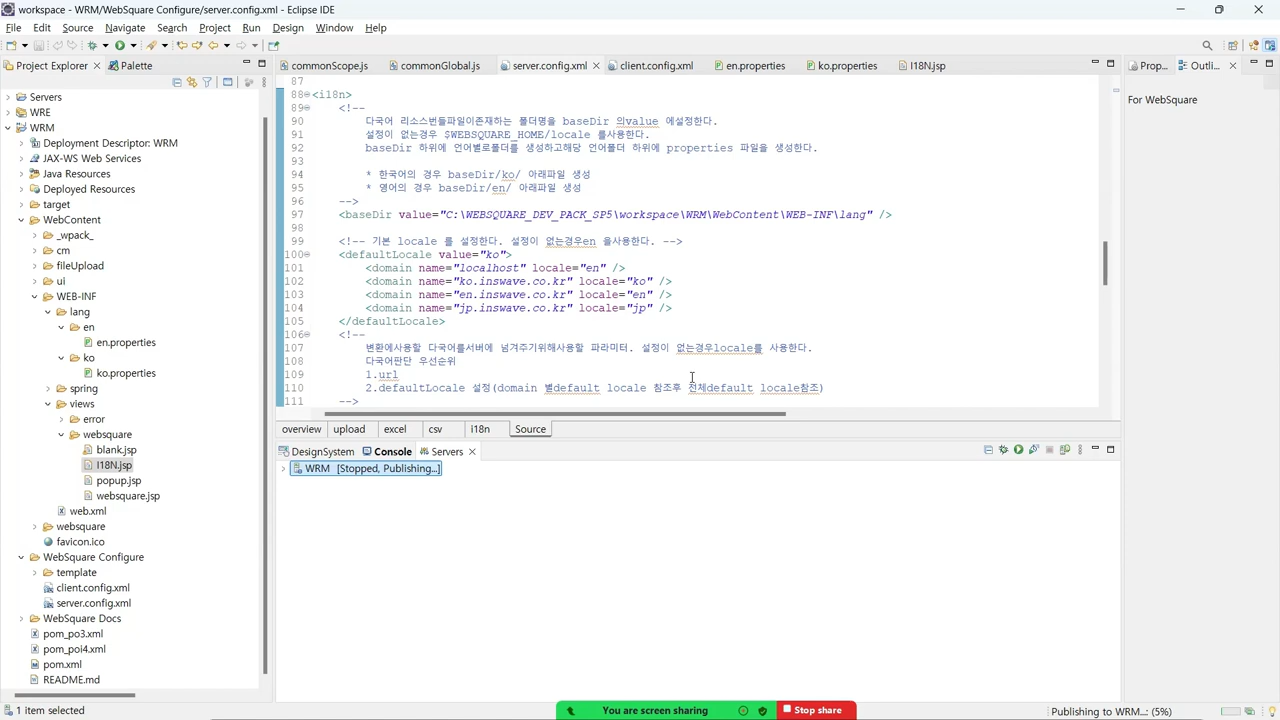 workspace - WRM/WebSquare Configure/server.config.xml - Eclipse IDE
File Edit Source Navigate Search Project Run Design Window Help
Project Explorer Palette
Servers
WRE
WRM
Deployment Descriptor: WRM
JAX-WS Web Services
Java Resources
Deployed Resources
target
WebContent
_wpack_
cm
fileUpload
ui
WEB-INF
lang
en
en.properties
ko
ko.properties
spring
views
error
websquare
blank.jsp
I18N.jsp
popup.jsp
websquare.jsp
web.xml
websquare
favicon.ico
WebSquare Configure
template
client.config.xml
server.config.xml
WebSquare Docs
pom_po3.xml
pom_poi4.xml
pom.xml
README.md
commonScope.js commonGlobal.js server.config.xml client.config.xml en.properties ko.properties I18N.jsp
87
88 <i18n>
89 <!--
90 다국어 리소스번들파일이존재하는 폴더명을 baseDir 의value 에설정한다.
91 설정이 없는경우 $WEBSQUARE_HOME/locale 를사용한다.
92 baseDir 하위에 언어별로폴더를 생성하고해당 언어폴더 하위에 properties 파일을 생성한다.
93
94 * 한국어의 경우 baseDir/ko/ 아래파일 생성
95 * 영어의 경우 baseDir/en/ 아래파일 생성
96 -->
97 <baseDir value="C:\WEBSQUARE_DEV_PACK_SP5\workspace\WRM\WebContent\WEB-INF\lang" />
98
99 <!-- 기본 locale 를 설정한다. 설정이 없는경우en 을사용한다. -->
100 <defaultLocale value="ko">
101 <domain name="localhost" locale="en" />
102 <domain name="ko.inswave.co.kr" locale="ko" />
103 <domain name="en.inswave.co.kr" locale="en" />
104 <domain name="jp.inswave.co.kr" locale="jp" />
105 </defaultLocale>
106 <!--
107 변환에사용할 다국어를서버에 넘겨주기위해사용할 파라미터. 설정이 없는경우locale를 사용한다.
108 다국어판단 우선순위
109 1.url
110 2.defaultLocale 설정(domain 별default locale 참조후 전체default locale참조)
111 -->
overview upload excel csv i18n Source
DesignSystem Console Servers
WRM [Stopped, Publishing...]
Prop... Outli...
For WebSquare
1 item selected
You are screen sharing Stop share
Publishing to WRM...: (5%)